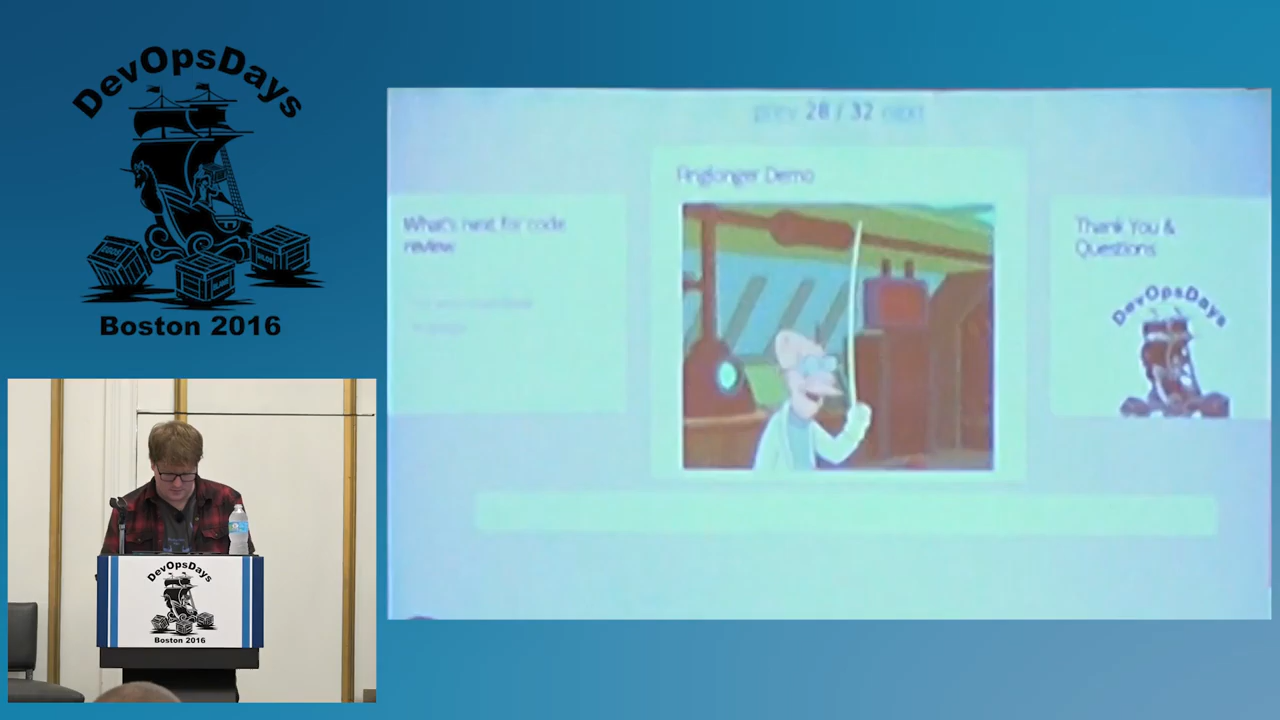 DevOpsDays
Boston 2016
prev 28 / 32 next
Finglonger Demo
What's next for code
review
Thank You &
Questions
DevOpsDays
DevOpsDays
Boston 2016